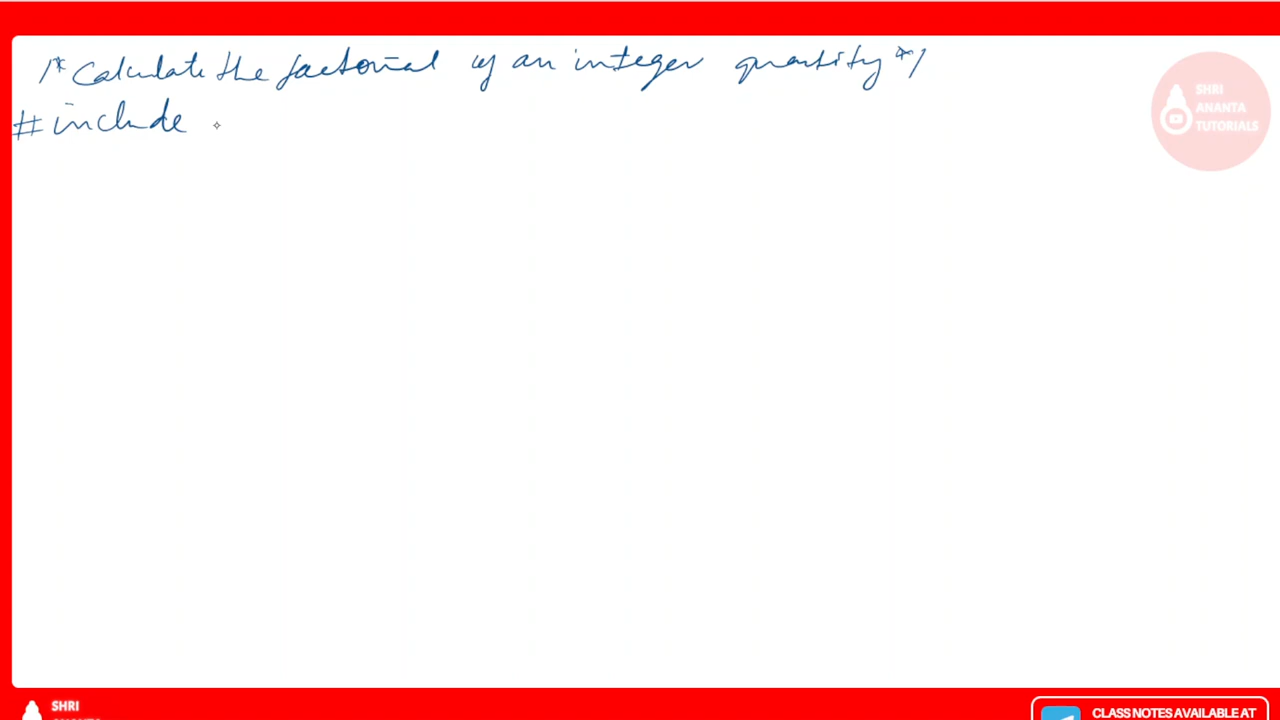 /* Calculate the factorial of an integer quantity */
#include
SHRI
ANANTA
TUTORIALS
SHRI
CLASS NOTES AVAILABLE AT